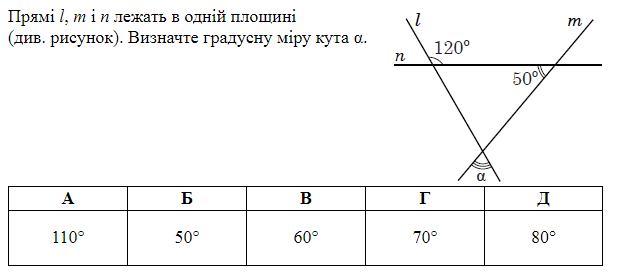 Прямі l, m і n лежать в одній площині
(див. рисунок). Визначте градусну міру кута α.
l
m
n
120°
50°
α
А Б В Г Д
110° 50° 60° 70° 80°